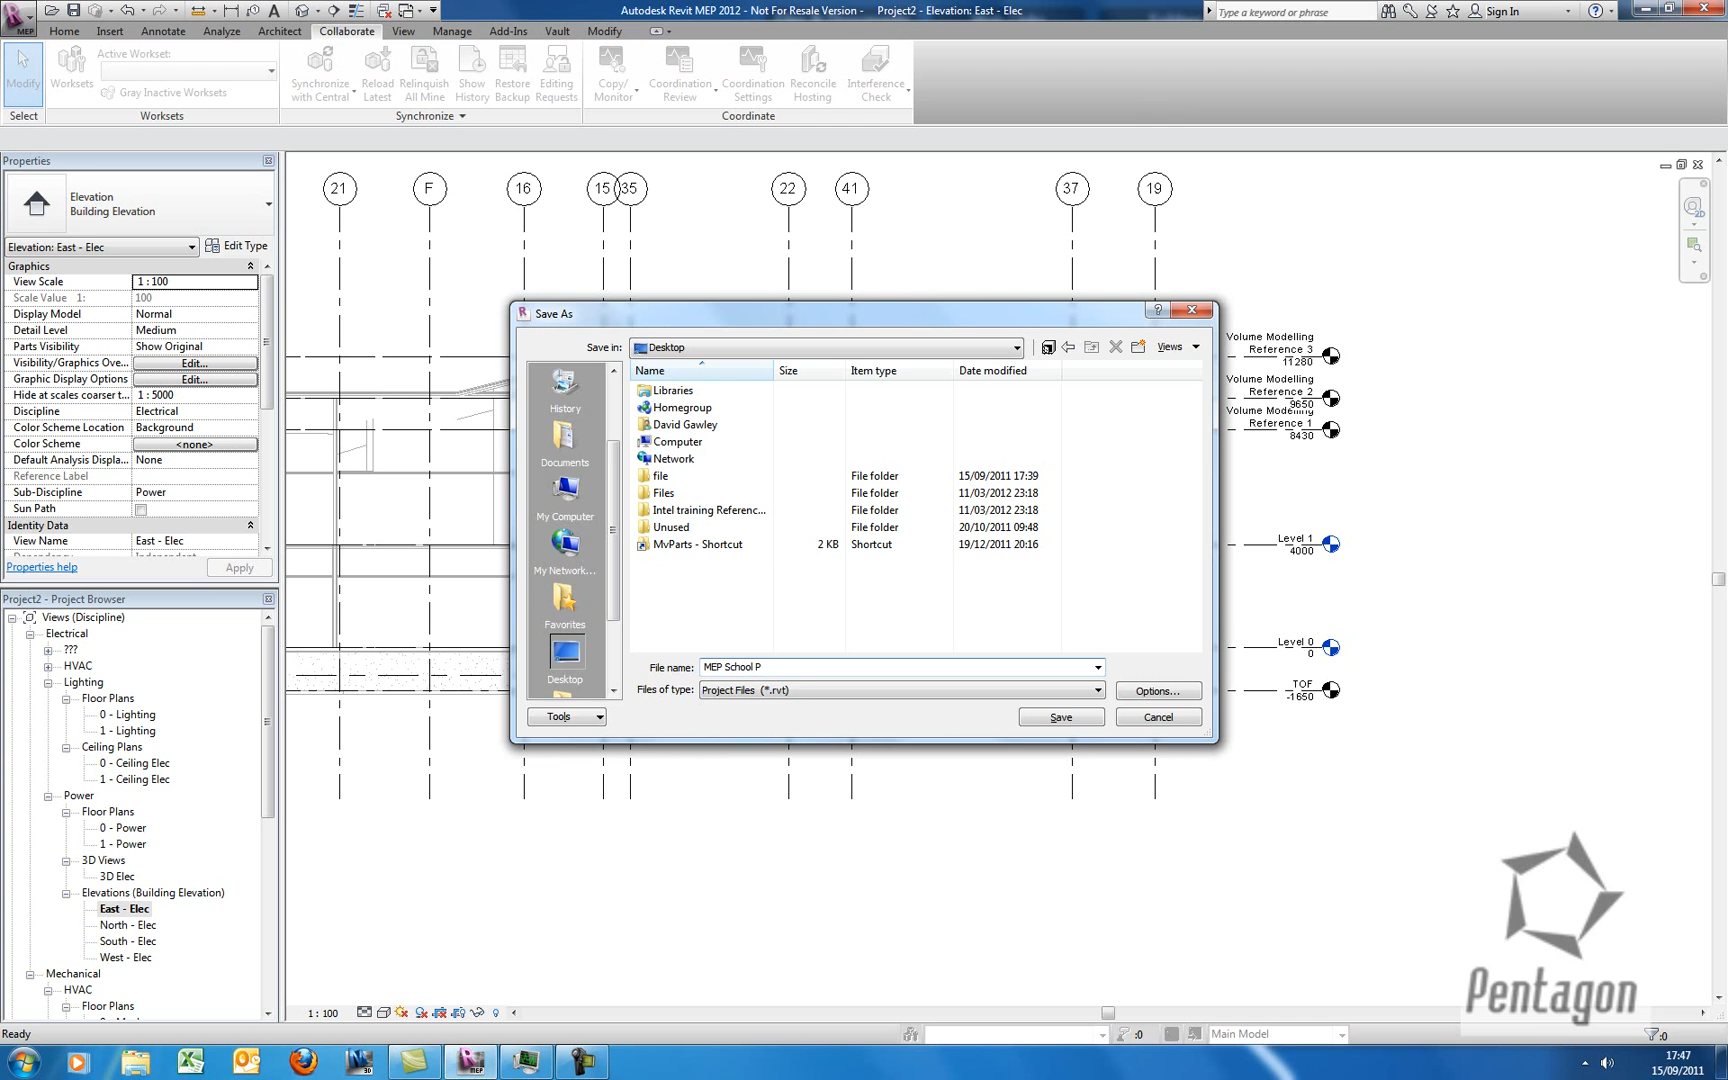 Autodesk Revit MEP 2012 - Not For Resale Version - Project2 - Elevation: East - Elec
Type a keyword or phrase
Sign In
MEP
Home Insert Annotate Analyze Architect Collaborate View Manage Add-Ins Vault Modify
Modify
Worksets
Active Workset:
Gray Inactive Worksets
Synchronize with Central
Reload Latest
Relinquish All Mine
Show History
Restore Backup
Editing Requests
Copy/ Monitor
Coordination Review
Coordination Settings
Reconcile Hosting
Interference Check
Select Worksets Synchronize Coordinate
Properties
Elevation
Building Elevation
Elevation: East - Elec Edit Type
Graphics
View Scale 1 : 100
Scale Value 1: 100
Display Model Normal
Detail Level Medium
Parts Visibility Show Original
Visibility/Graphics Ove... Edit...
Graphic Display Options Edit...
Hide at scales coarser t... 1 : 5000
Discipline Electrical
Color Scheme Location Background
Color Scheme <none>
Default Analysis Displa... None
Reference Label
Sub-Discipline Power
Sun Path
Identity Data
View Name East - Elec
Dependency Independent
Properties help Apply
Project2 - Project Browser
Views (Discipline)
Electrical
???
HVAC
Lighting
Floor Plans
0 - Lighting
1 - Lighting
Ceiling Plans
0 - Ceiling Elec
1 - Ceiling Elec
Power
Floor Plans
0 - Power
1 - Power
3D Views
3D Elec
Elevations (Building Elevation)
East - Elec
North - Elec
South - Elec
West - Elec
Mechanical
HVAC
Floor Plans
21 F 16 15 35 22 41 37 19
2D
Volume Modelling
Reference 3
11280
Volume Modelling
Reference 2
9650
Volume Modelling
Reference 1
8430
Level 1
4000
Level 0
0
TOF
-1650
Save As
Save in: Desktop Views
Name Size Item type Date modified
Libraries
Homegroup
David Gawley
Computer
Network
file File folder 15/09/2011 17:39
Files File folder 11/03/2012 23:18
Intel training Referenc... File folder 11/03/2012 23:18
Unused File folder 20/10/2011 09:48
MvParts - Shortcut 2 KB Shortcut 19/12/2011 20:16
History
Documents
My Computer
My Network...
Favorites
Desktop
File name: MEP School P
Files of type: Project Files (*.rvt) Options...
Tools Save Cancel
Pentagon
1 : 100
Ready
:0
Main Model
:0
3D
MEP
17:47
15/09/2011